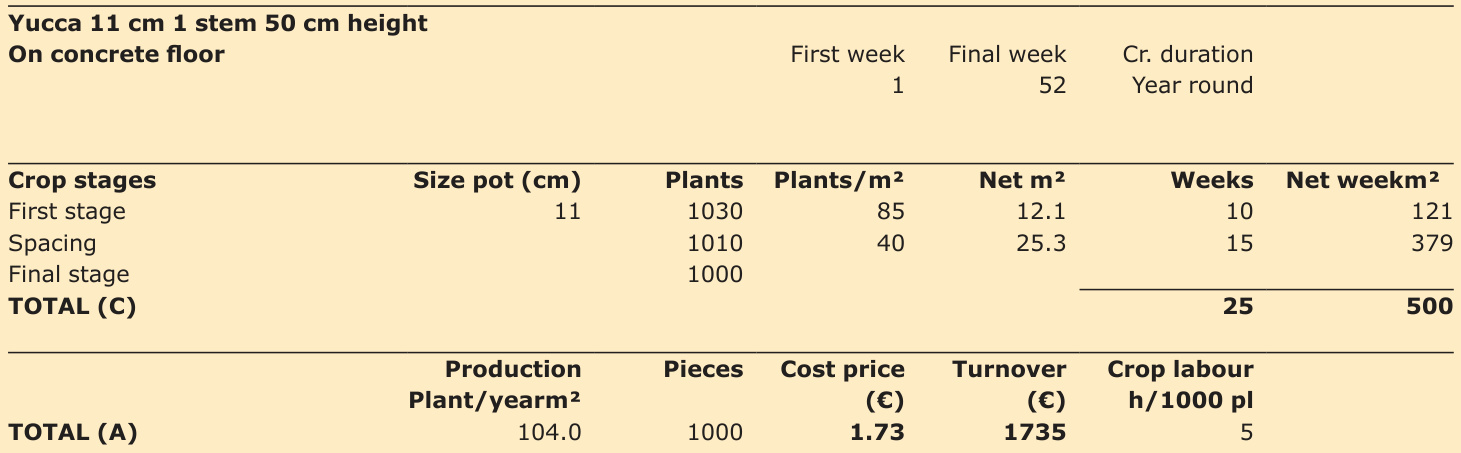 Yucca 11 cm 1 stem 50 cm height
On concrete floor First week Final week Cr. duration
1 52 Year round
Crop stages Size pot (cm) Plants Plants/m² Net m² Weeks Net weekm²
First stage 11 1030 85 12.1 10 121
Spacing 1010 40 25.3 15 379
Final stage 1000
TOTAL (C) 25 500
Production Pieces Cost price Turnover Crop labour
Plant/yearm² (€) (€) h/1000 pl
TOTAL (A) 104.0 1000 1.73 1735 5